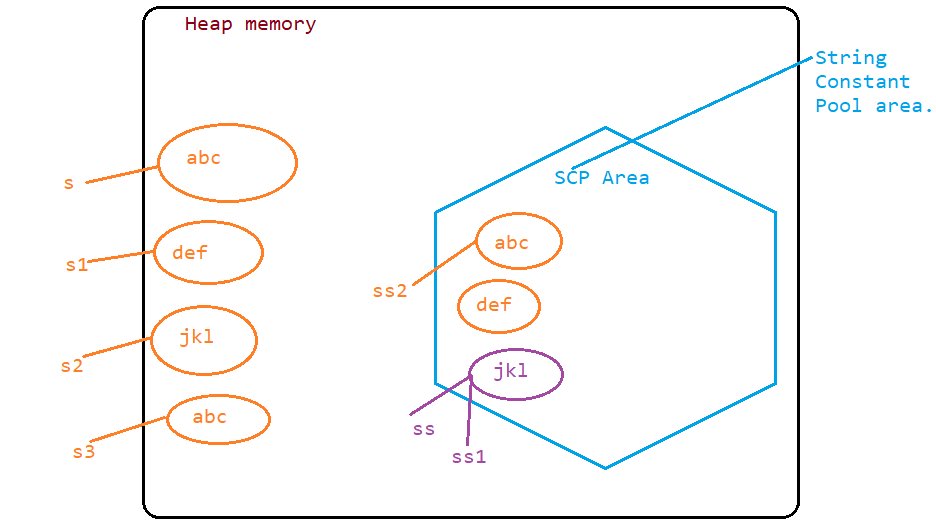 Heap memory
String
Constant
Pool area.
abc
SCP Area
s
abc
def
s1
ss2
def
jkl
s2
jkl
abc
ss
s3
ss1